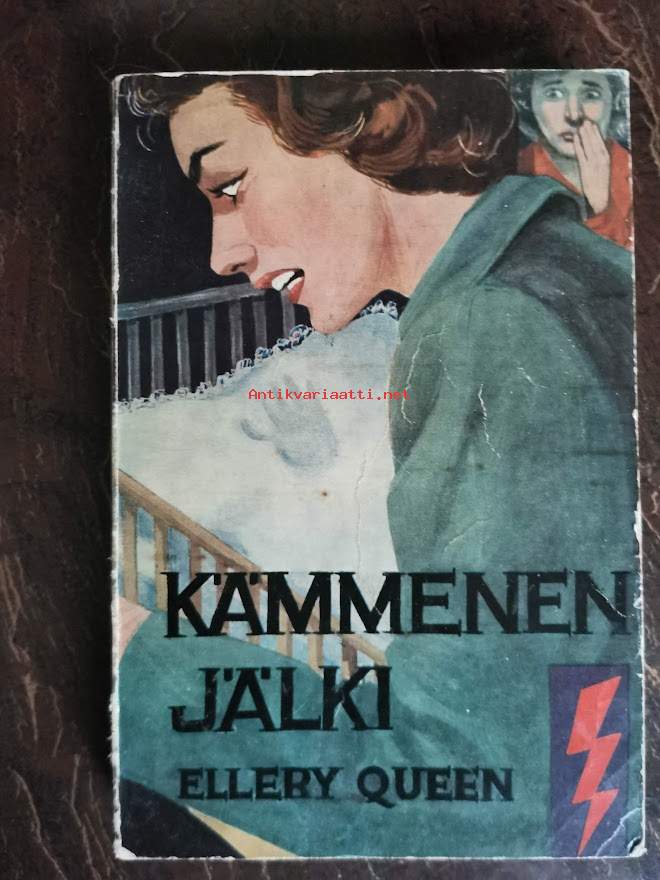 Antikvariaatti.net
KÄMMENEN
JÄLKI
ELLERY QUEEN